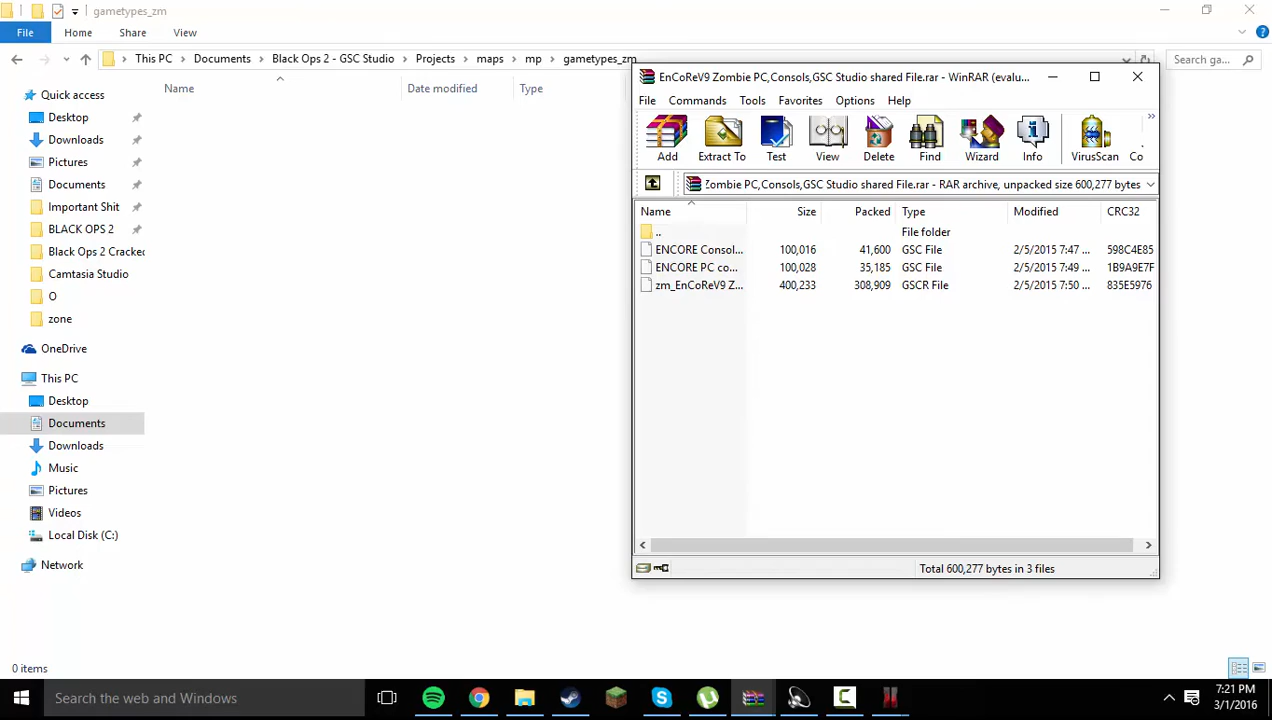 gametypes_zm
File Home Share View
This PC Documents Black Ops 2 - GSC Studio Projects maps mp gametypes_zm
Search ga...
Name Date modified Type
Quick access
Desktop
Downloads
Pictures
Documents
Important Shit
BLACK OPS 2
Black Ops 2 Cracked
Camtasia Studio
O
zone
OneDrive
This PC
Desktop
Documents
Downloads
Music
Pictures
Videos
Local Disk (C:)
Network
0 items
EnCoReV9 Zombie PC,Consols,GSC Studio shared File.rar - WinRAR (evalu...
File Commands Tools Favorites Options Help
Add Extract To Test View Delete Find Wizard Info VirusScan Co
Zombie PC,Consols,GSC Studio shared File.rar - RAR archive, unpacked size 600,277 bytes
Name Size Packed Type Modified CRC32
.. File folder
ENCORE Consol... 100,016 41,600 GSC File 2/5/2015 7:47 ... 598C4E85
ENCORE PC co... 100,028 35,185 GSC File 2/5/2015 7:49 ... 1B9A9E7F
zm_EnCoReV9 Z... 400,233 308,909 GSCR File 2/5/2015 7:50 ... 835E5976
Total 600,277 bytes in 3 files
Search the web and Windows
7:21 PM
3/1/2016